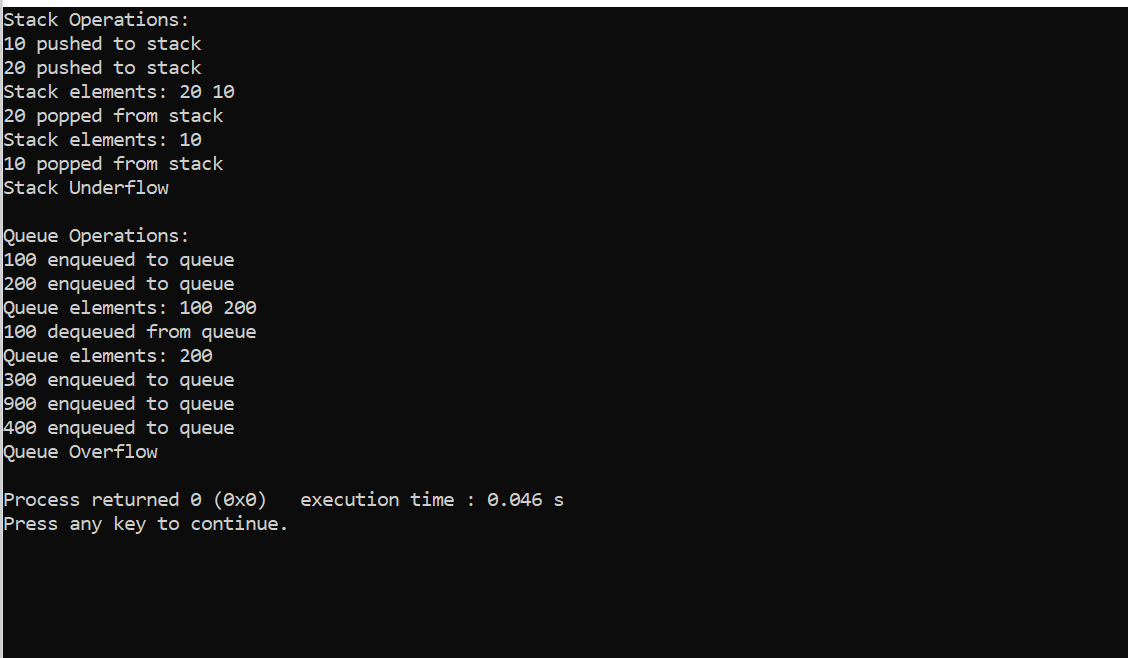 Stack Operations:
10 pushed to stack
20 pushed to stack
Stack elements: 20 10
20 popped from stack
Stack elements: 10
10 popped from stack
Stack Underflow

Queue Operations:
100 enqueued to queue
200 enqueued to queue
Queue elements: 100 200
100 dequeued from queue
Queue elements: 200
300 enqueued to queue
900 enqueued to queue
400 enqueued to queue
Queue Overflow

Process returned 0 (0x0)   execution time : 0.046 s
Press any key to continue.